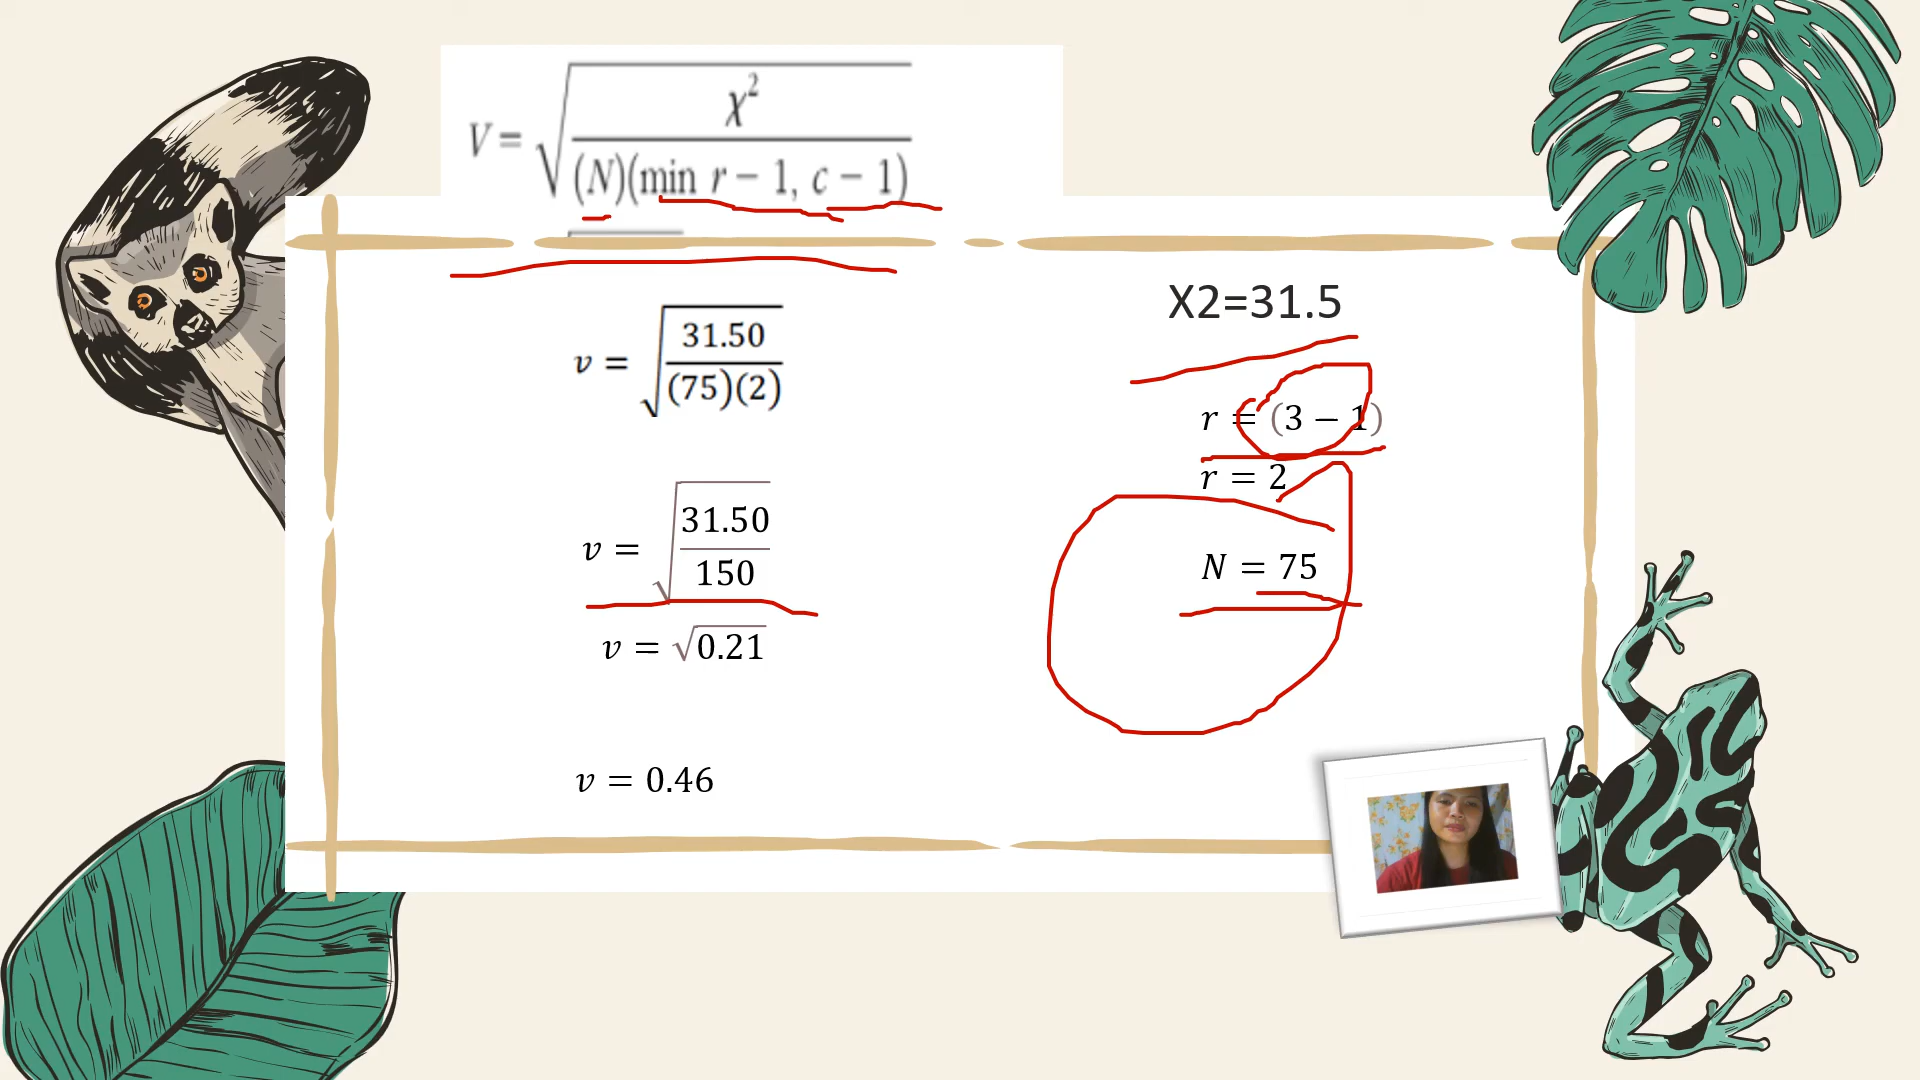 V = √(χ² / (N)(min r − 1, c − 1))
v = √(31.50 / (75)(2))
v = √(31.50 / 150)
v = √0.21
v = 0.46
X2=31.5
r = (3 − 1)
r = 2
N = 75